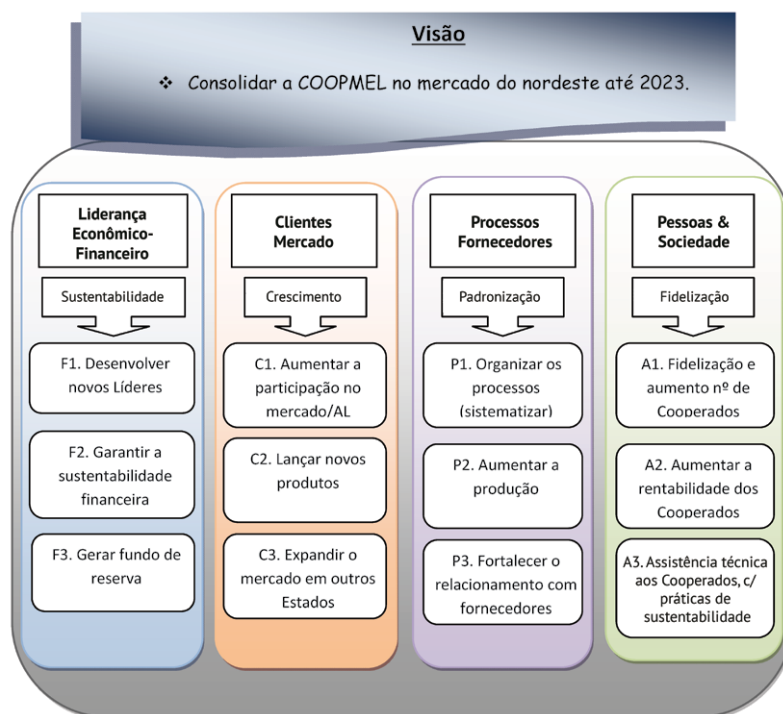 Visão
❖ Consolidar a COOPMEL no mercado do nordeste até 2023.
Liderança
Econômico-
Financeiro
Sustentabilidade
F1. Desenvolver
novos Líderes
F2. Garantir a
sustentabilidade
financeira
F3. Gerar fundo de
reserva
Clientes
Mercado
Crescimento
C1. Aumentar a
participação no
mercado/AL
C2. Lançar novos
produtos
C3. Expandir o
mercado em outros
Estados
Processos
Fornecedores
Padronização
P1. Organizar os
processos
(sistematizar)
P2. Aumentar a
produção
P3. Fortalecer o
relacionamento com
fornecedores
Pessoas &
Sociedade
Fidelização
A1. Fidelização e
aumento nº de
Cooperados
A2. Aumentar a
rentabilidade dos
Cooperados
A3. Assistência técnica
aos Cooperados, c/
práticas de
sustentabilidade